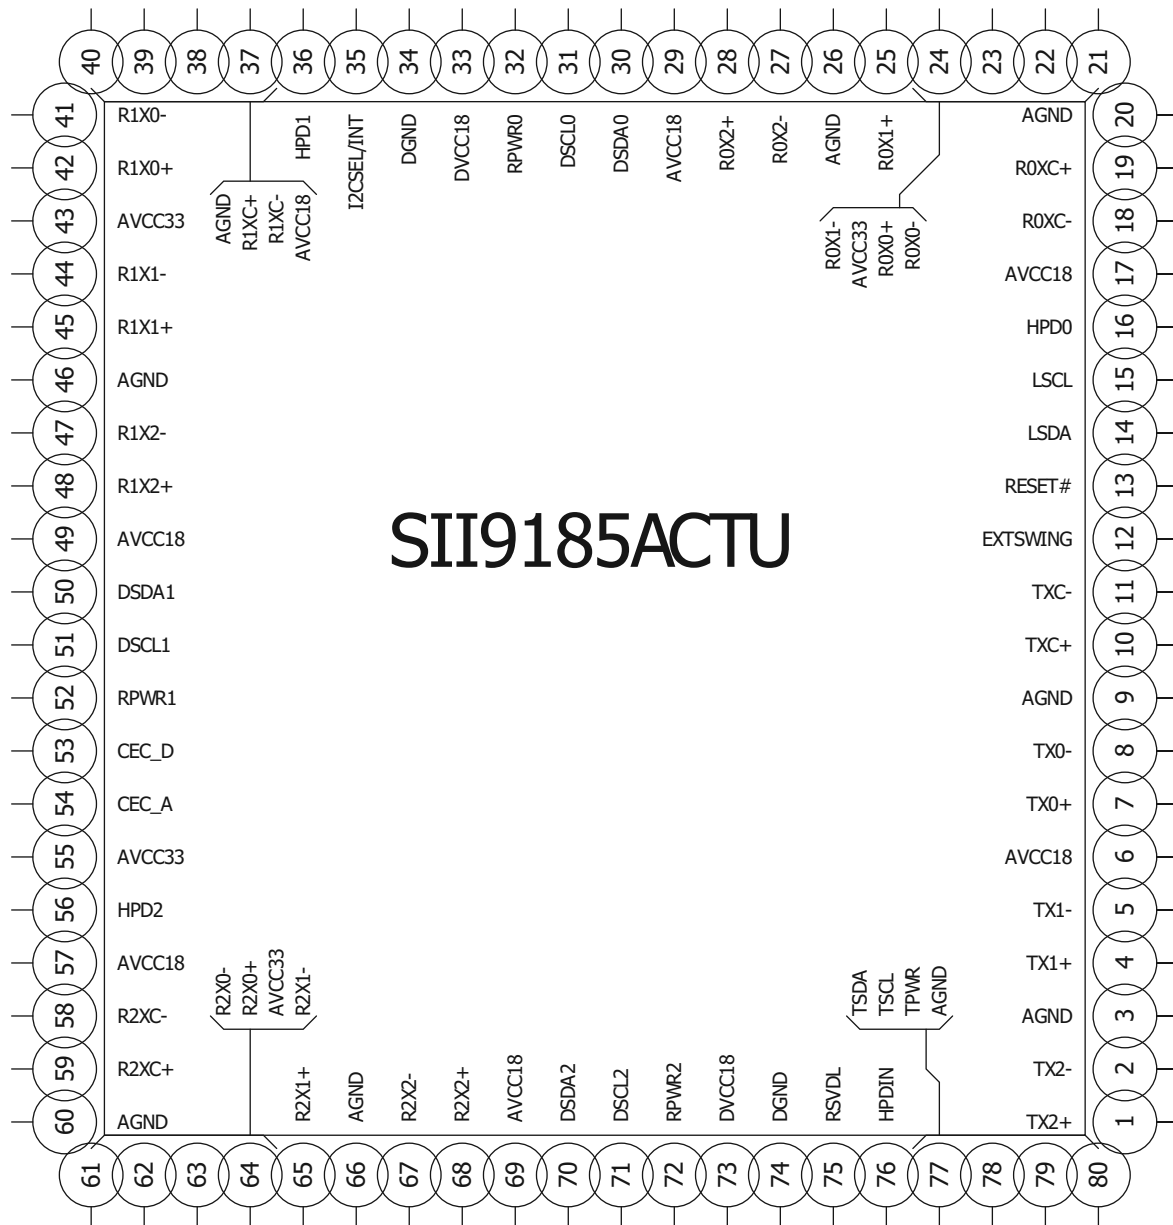 40 39 38 37 36 35 34 33 32 31 30 29 28 27 26 25 24 23 22 21
HPD1 I2CSEL/INT DGND DVCC18 RPWR0 DSCL0 DSDA0 AVCC18 R0X2+ R0X2- AGND R0X1+
AGND R1XC+ R1XC- AVCC18
R0X1- AVCC33 R0X0+ R0X0-
41 R1X0- AGND 20
42 R1X0+ R0XC+ 19
43 AVCC33 R0XC- 18
44 R1X1- AVCC18 17
45 R1X1+ HPD0 16
46 AGND LSCL 15
47 R1X2- LSDA 14
48 R1X2+ RESET# 13
SII9185ACTU
49 AVCC18 EXTSWING 12
50 DSDA1 TXC- 11
51 DSCL1 TXC+ 10
52 RPWR1 AGND 9
53 CEC_D TX0- 8
54 CEC_A TX0+ 7
55 AVCC33 AVCC18 6
56 HPD2 TX1- 5
57 AVCC18 TX1+ 4
58 R2XC- AGND 3
59 R2XC+ TX2- 2
60 AGND TX2+ 1
R2X0- R2X0+ AVCC33 R2X1-
TSDA TSCL TPWR AGND
R2X1+ AGND R2X2- R2X2+ AVCC18 DSDA2 DSCL2 RPWR2 DVCC18 DGND RSVDL HPDIN
61 62 63 64 65 66 67 68 69 70 71 72 73 74 75 76 77 78 79 80